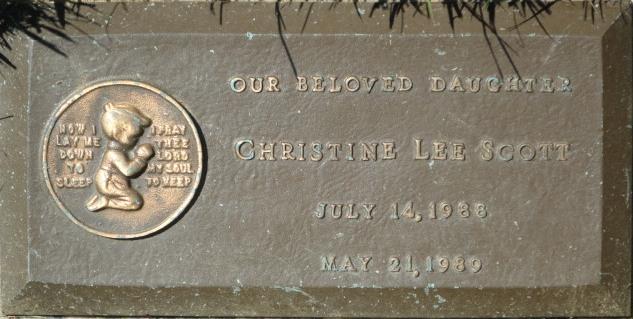 NOW I
LAY ME
DOWN
TO
SLEEP
I PRAY
THEE
LORD
MY SOUL
TO KEEP
OUR BELOVED DAUGHTER
CHRISTINE LEE SCOTT
JULY 14, 1988
MAY 21, 1989